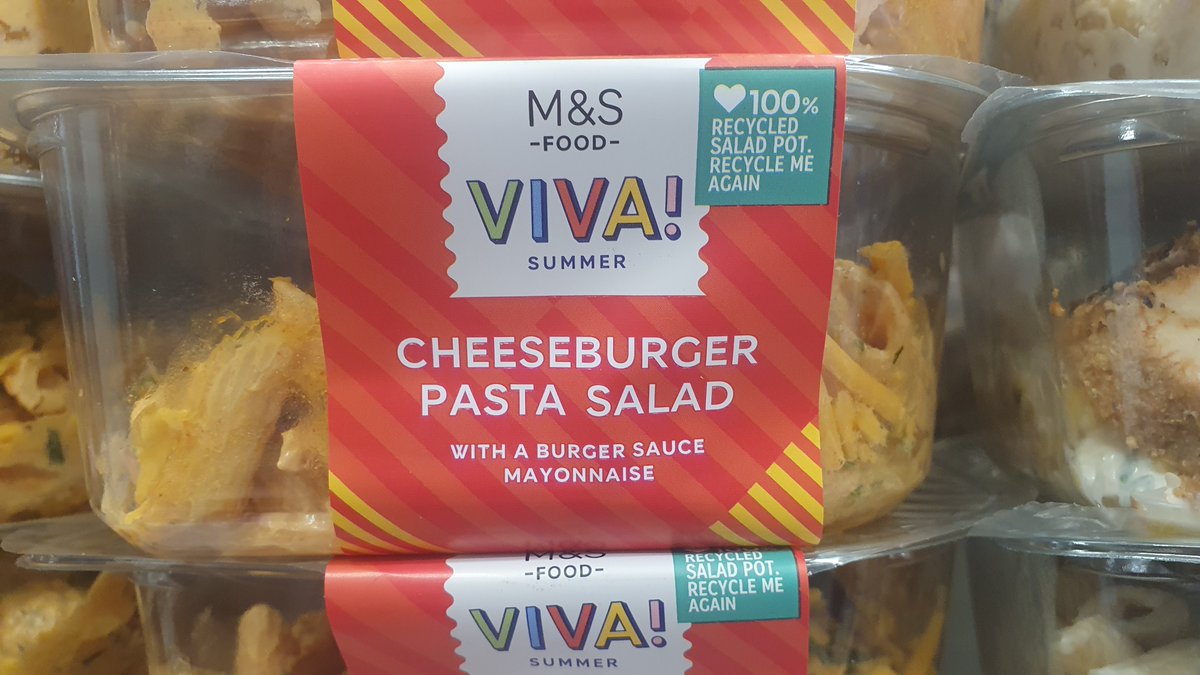 M&S
-FOOD-
VIVA!
SUMMER
♥100%
RECYCLED
SALAD POT.
RECYCLE ME
AGAIN
CHEESEBURGER
PASTA SALAD
WITH A BURGER SAUCE
MAYONNAISE
M&S
-FOOD-
VIVA!
SUMMER
RECYCLED
SALAD POT.
RECYCLE ME
AGAIN